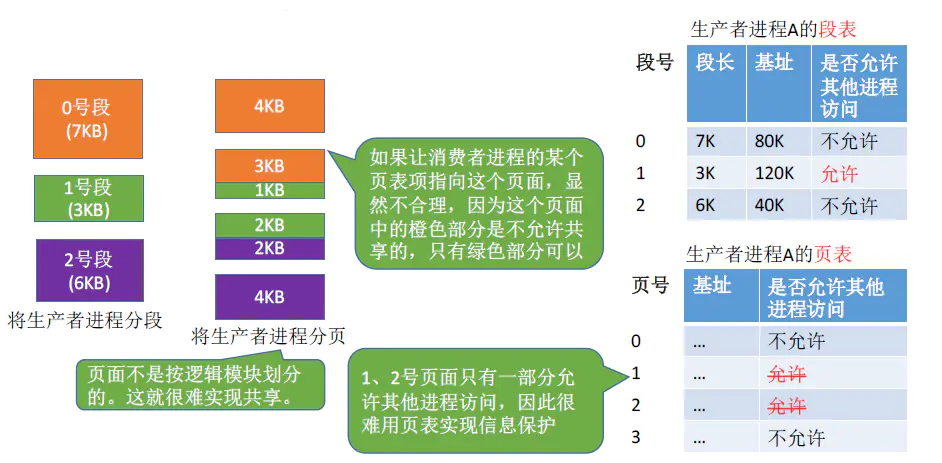 0号段
(7KB)
1号段
(3KB)
2号段
(6KB)
将生产者进程分段
4KB
3KB
1KB
2KB
2KB
4KB
将生产者进程分页
如果让消费者进程的某个
页表项指向这个页面，显
然不合理，因为这个页面
中的橙色部分是不允许共
享的，只有绿色部分可以
页面不是按逻辑模块划分
的。这就很难实现共享。
1、2号页面只有一部分允
许其他进程访问，因此很
难用页表实现信息保护
生产者进程A的段表
段号 段长 基址 是否允许
其他进程
访问
0 7K 80K 不允许
1 3K 120K 允许
2 6K 40K 不允许
生产者进程A的页表
页号 基址 是否允许其他
进程访问
0 ... 不允许
1 ... 允许
2 ... 允许
3 ... 不允许